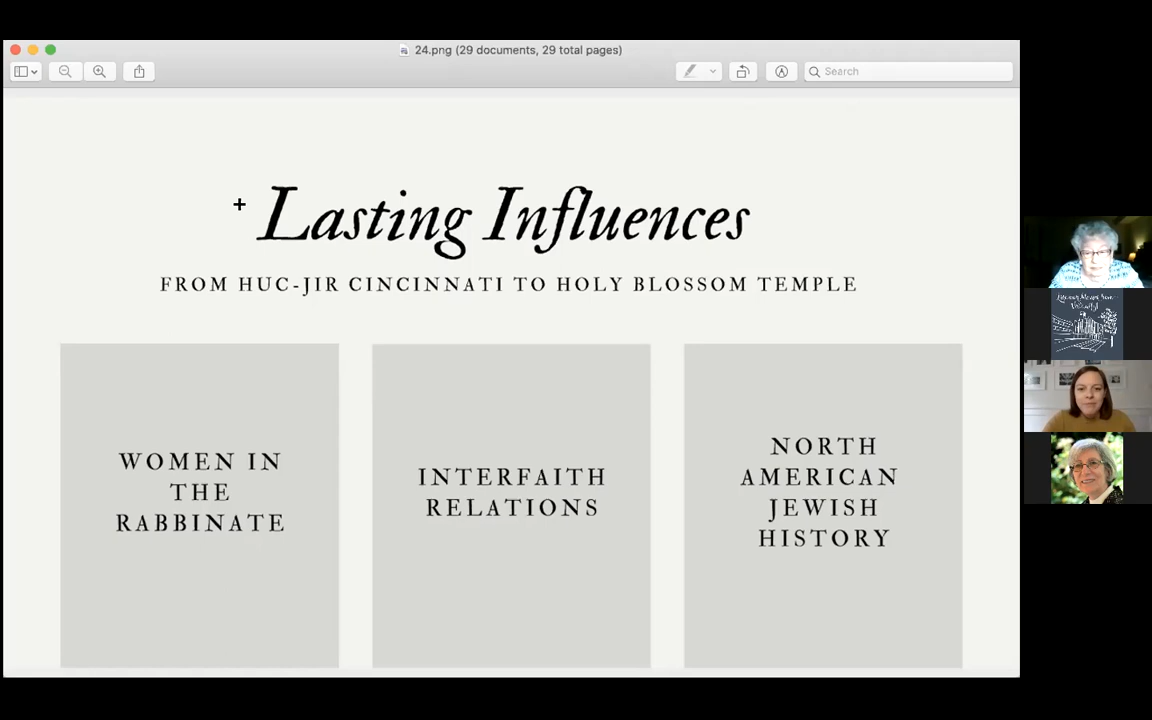 24.png (29 documents, 29 total pages)
Search
Lasting Influences
FROM HUC-JIR CINCINNATI TO HOLY BLOSSOM TEMPLE
WOMEN IN
THE
RABBINATE
INTERFAITH
RELATIONS
NORTH
AMERICAN
JEWISH
HISTORY